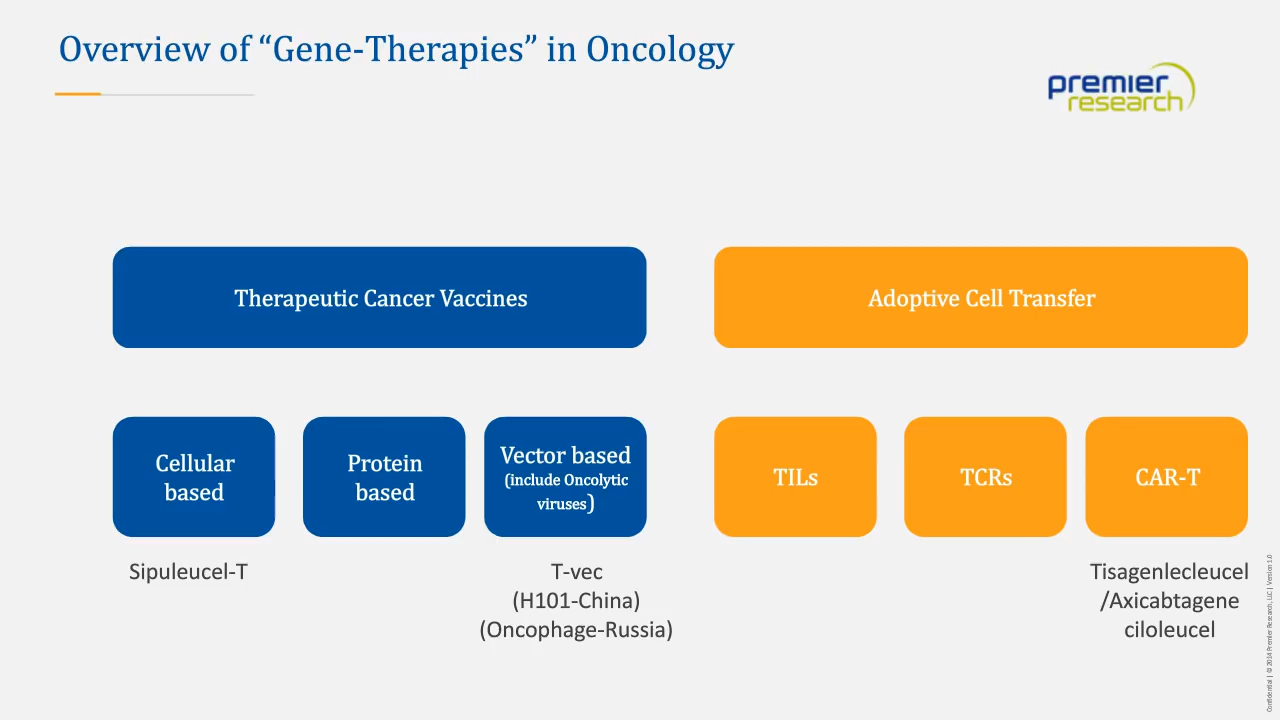 Overview of “Gene-Therapies” in Oncology
premier
research
Therapeutic Cancer Vaccines
Adoptive Cell Transfer
Cellular
based
Protein
based
Vector based
(include Oncolytic
viruses)
TILs
TCRs
CAR-T
Sipuleucel-T
T-vec
(H101-China)
(Oncophage-Russia)
Tisagenlecleucel
/Axicabtagene
ciloleucel
Confidential | © 2014 Premier Research, LLC | Version 1.0